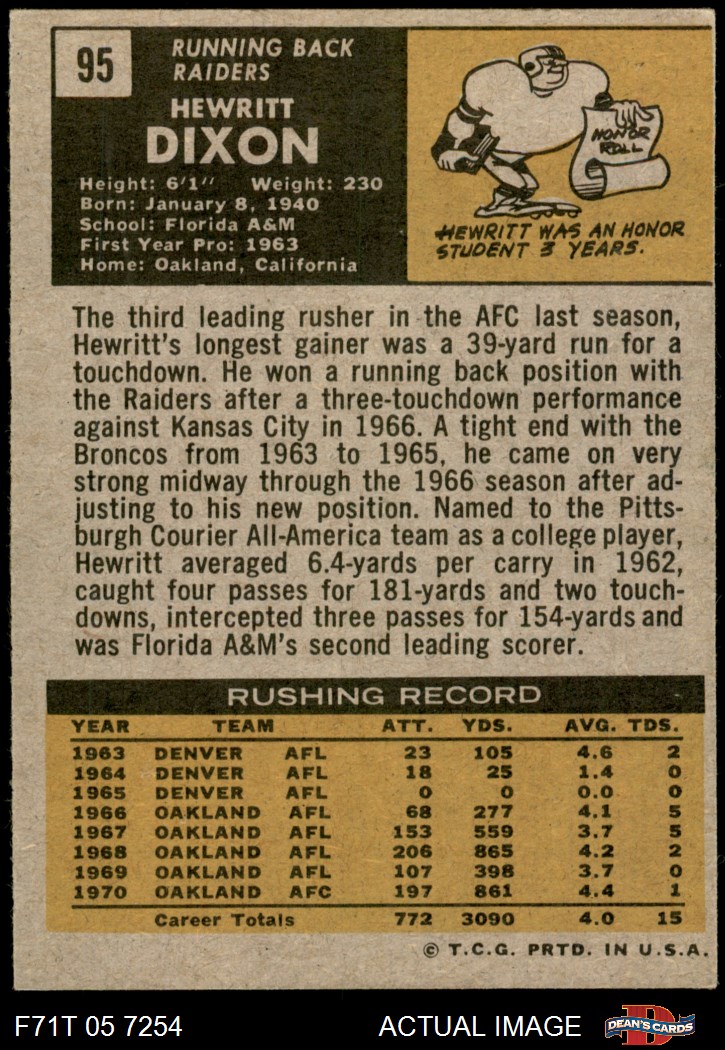 95
RUNNING BACK
RAIDERS
HEWRITT
DIXON
Height: 6'1" Weight: 230
Born: January 8, 1940
School: Florida A&M
First Year Pro: 1963
Home: Oakland, California
HONOR
ROLL
HEWRITT WAS AN HONOR
STUDENT 3 YEARS.
The third leading rusher in the AFC last season,
Hewritt's longest gainer was a 39-yard run for a
touchdown. He won a running back position with
the Raiders after a three-touchdown performance
against Kansas City in 1966. A tight end with the
Broncos from 1963 to 1965, he came on very
strong midway through the 1966 season after ad-
justing to his new position. Named to the Pitts-
burgh Courier All-America team as a college player,
Hewritt averaged 6.4-yards per carry in 1962,
caught four passes for 181-yards and two touch-
downs, intercepted three passes for 154-yards and
was Florida A&M's second leading scorer.
RUSHING RECORD
YEAR TEAM ATT. YDS. AVG. TDS.
1963 DENVER AFL 23 105 4.6 2
1964 DENVER AFL 18 25 1.4 0
1965 DENVER AFL 0 0 0.0 0
1966 OAKLAND AFL 68 277 4.1 5
1967 OAKLAND AFL 153 559 3.7 5
1968 OAKLAND AFL 206 865 4.2 2
1969 OAKLAND AFL 107 398 3.7 0
1970 OAKLAND AFC 197 861 4.4 1
Career Totals 772 3090 4.0 15
© T.C.G. PRTD. IN U.S.A.
F71T 05 7254 ACTUAL IMAGE
D
DEAN'S CARDS